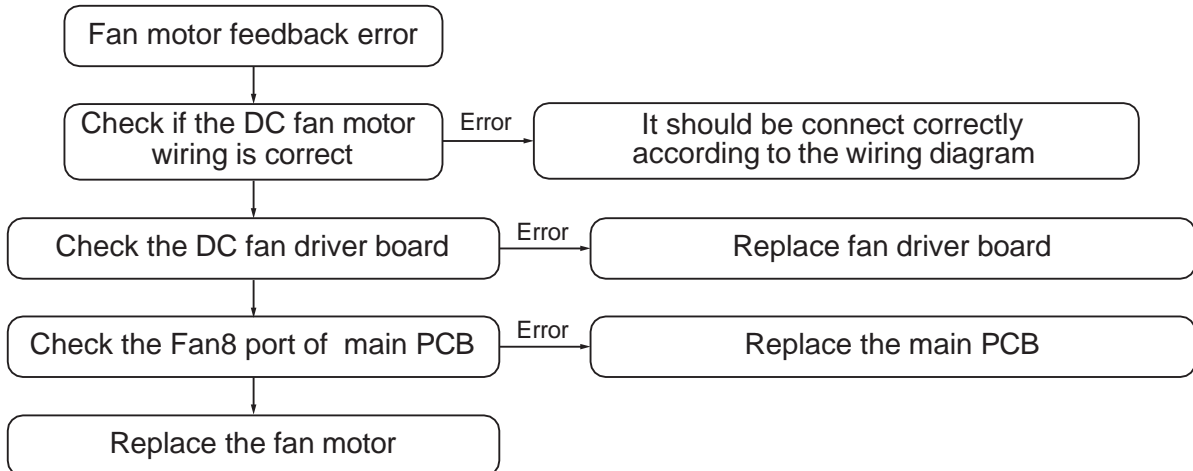 Fan motor feedback error
Check if the DC fan motor
wiring is correct
Error
It should be connect correctly
according to the wiring diagram
Check the DC fan driver board
Error
Replace fan driver board
Check the Fan8 port of main PCB
Error
Replace the main PCB
Replace the fan motor